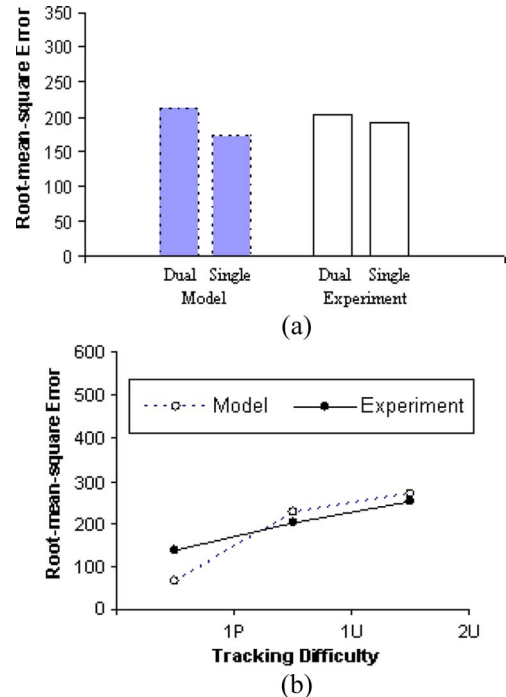 Root-mean-square Error
350
300
250
200
150
100
50
0
Dual Single Dual Single
Model Experiment
(a)
Root-mean-square Error
600
500
400
300
200
100
0
Model Experiment
1P 1U 2U
Tracking Difficulty
(b)